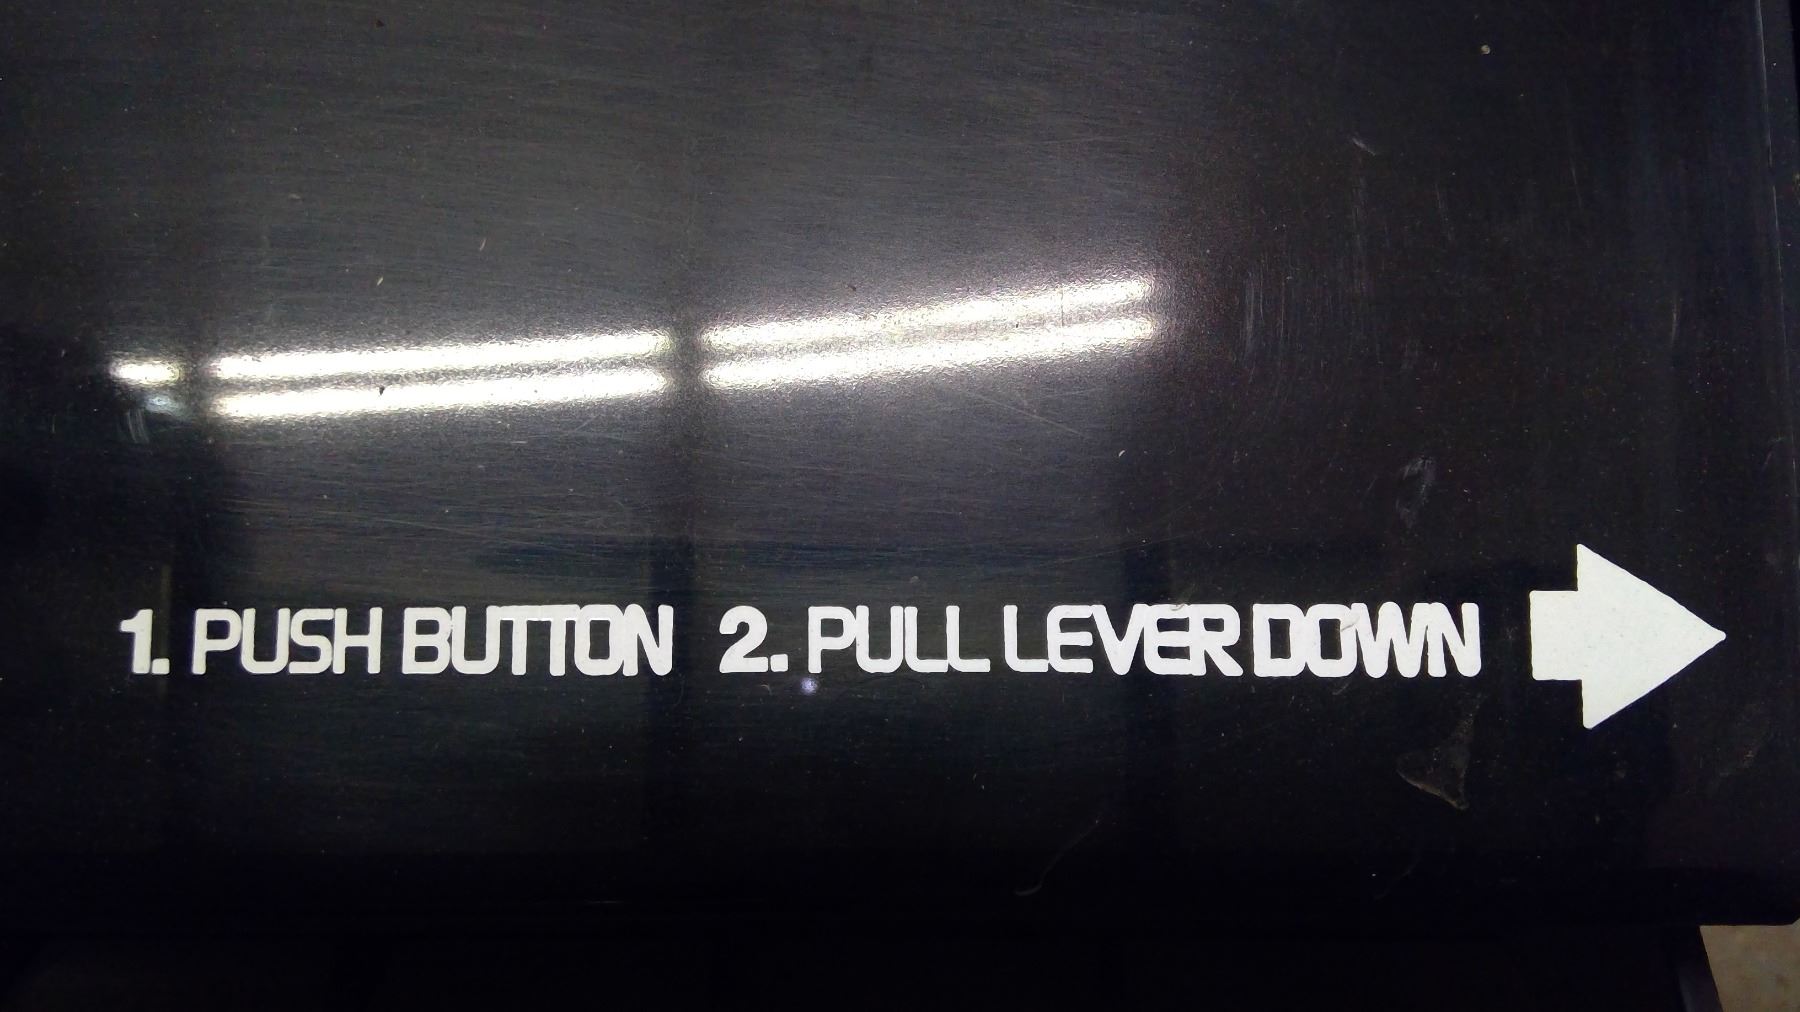 1. PUSH BUTTON 2. PULL LEVER DOWN